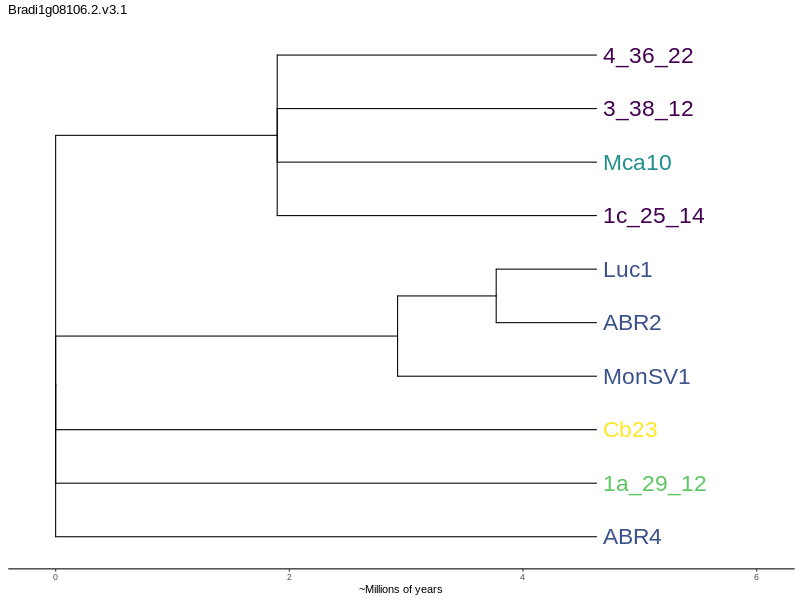 Bradi1g08106.2.v3.1
4_36_22
3_38_12
Mca10
1c_25_14
Luc1
ABR2
MonSV1
Cb23
1a_29_12
ABR4
0 2 4 6
~Millions of years